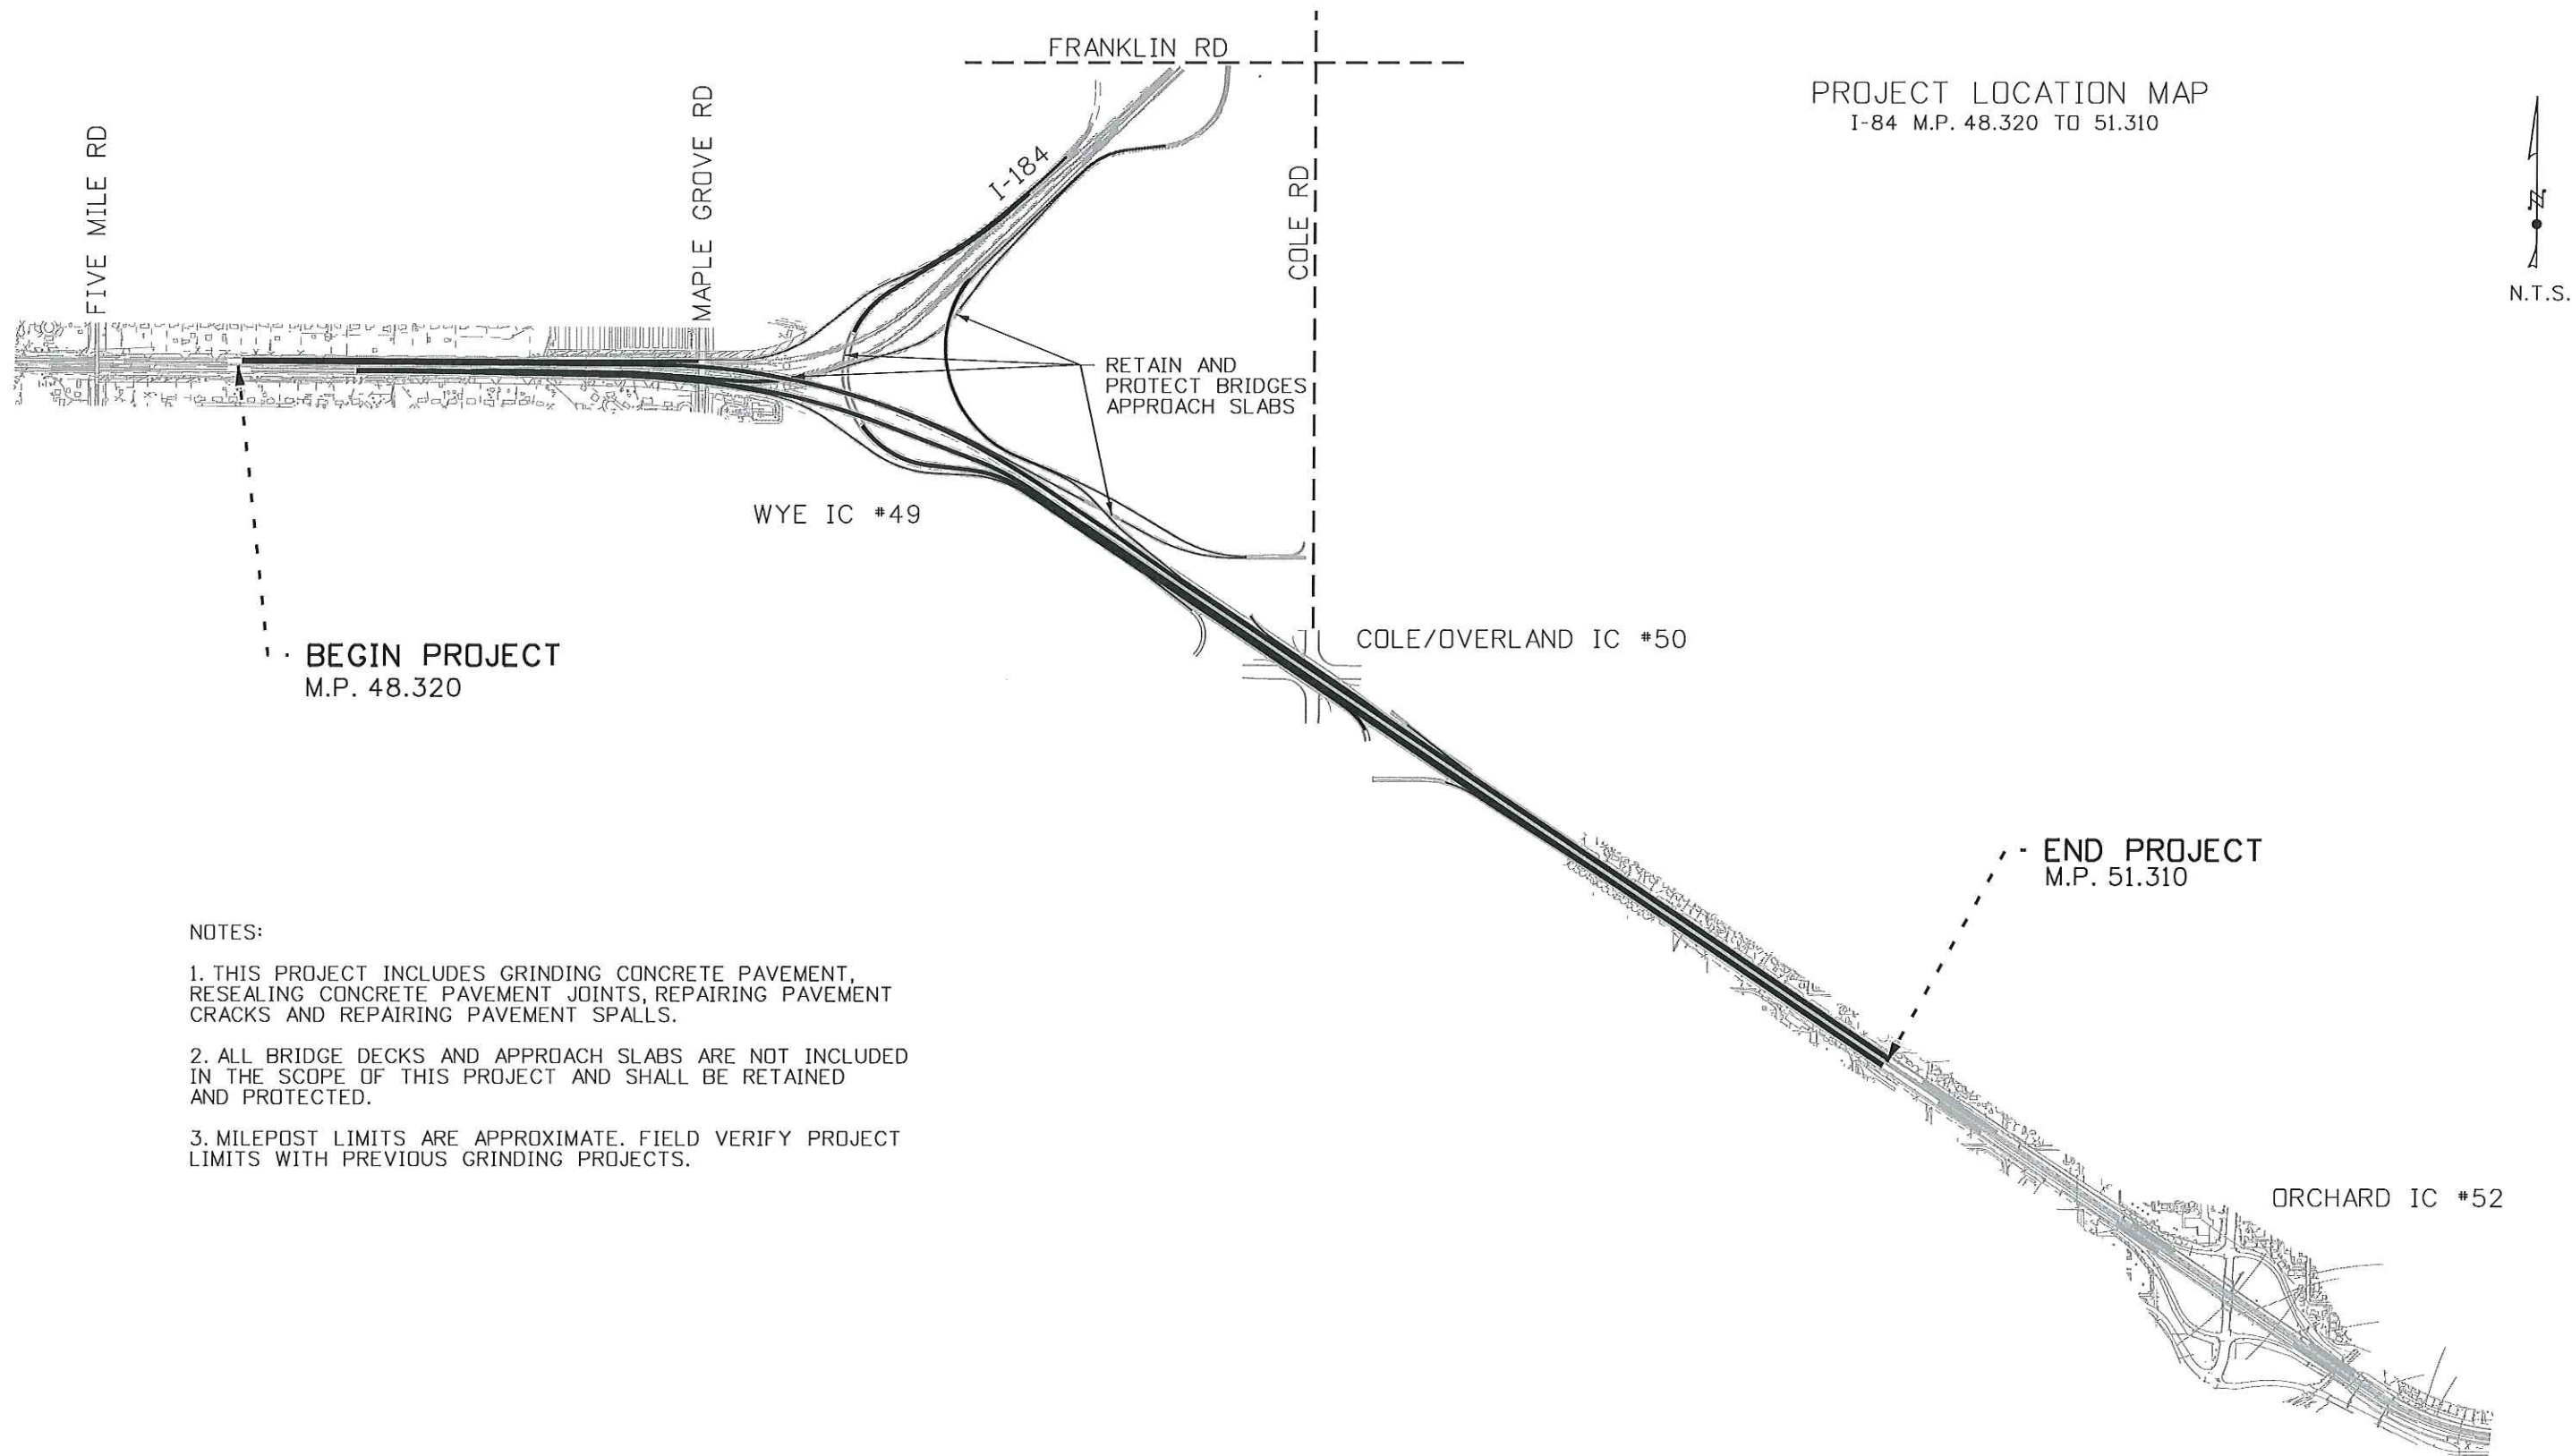 FRANKLIN RD
PROJECT LOCATION MAP
I-84 M.P. 48.320 TO 51.310
FIVE MILE RD
MAPLE GROVE RD
I-184
COLE RD
N.T.S.
RETAIN AND
PROTECT BRIDGES
APPROACH SLABS
WYE IC #49
COLE/OVERLAND IC #50
BEGIN PROJECT
M.P. 48.320
END PROJECT
M.P. 51.310
NOTES:
1. THIS PROJECT INCLUDES GRINDING CONCRETE PAVEMENT,
RESEALING CONCRETE PAVEMENT JOINTS, REPAIRING PAVEMENT
CRACKS AND REPAIRING PAVEMENT SPALLS.
2. ALL BRIDGE DECKS AND APPROACH SLABS ARE NOT INCLUDED
IN THE SCOPE OF THIS PROJECT AND SHALL BE RETAINED
AND PROTECTED.
3. MILEPOST LIMITS ARE APPROXIMATE. FIELD VERIFY PROJECT
LIMITS WITH PREVIOUS GRINDING PROJECTS.
ORCHARD IC #52